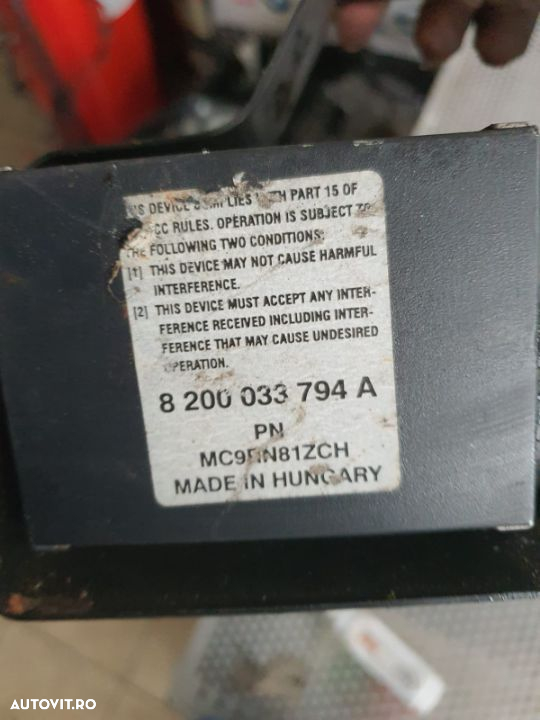 DEVICE WITH PART 15 OF
RULES. OPERATION IS SUBJECT TO
THE FOLLOWING TWO CONDITIONS:
[1] THIS DEVICE MAY NOT CAUSE HARMFUL
INTERFERENCE.
[2] THIS DEVICE MUST ACCEPT ANY INTER-
FERENCE RECEIVED INCLUDING INTER-
FERENCE THAT MAY CAUSE UNDESIRED
OPERATION.
8 200 033 794 A
PN
MADE IN HUNGARY
AUTOVIT.RO